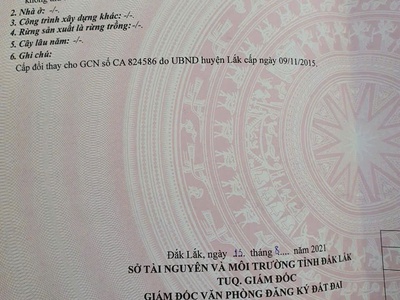 2. Nhà ở: -/-.
3. Công trình xây dựng khác: -/-.
4. Rừng sản xuất là rừng trồng: -/-.
5. Cây lâu năm: -/-.
6. Ghi chú:
Cấp đổi thay cho GCN số CA 824586 do UBND huyện Lắk cấp ngày 09/11/2015.
Đắk Lắk, ngày .... tháng 8.... năm 2021
SỞ TÀI NGUYÊN VÀ MÔI TRƯỜNG TỈNH ĐẮK LẮK
TUQ. GIÁM ĐỐC
GIÁM ĐỐC VĂN PHÒNG ĐĂNG KÝ ĐẤT ĐAI